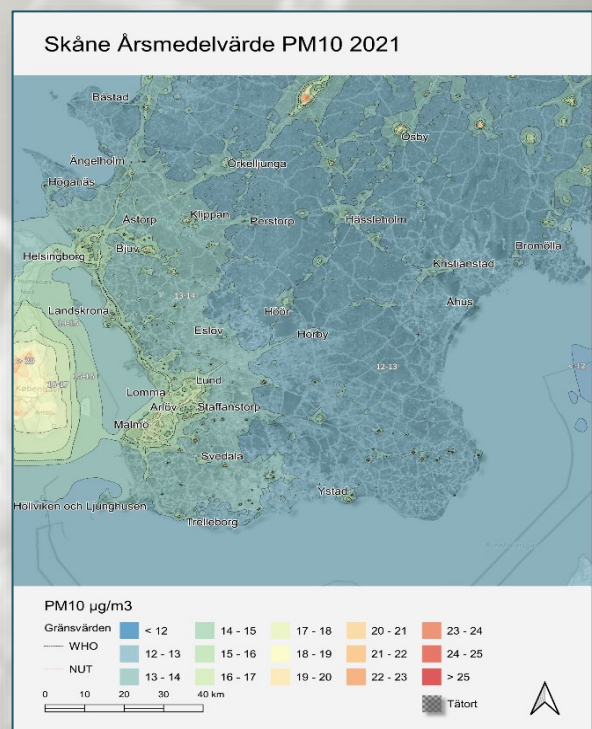 Skåne Årsmedelvärde PM10 2021
Båstad
Osby
Ängelholm
Örkelljunga
Höganäs
Åstorp
Klippan
Perstorp
Hässleholm
Bjuv
Helsingborg
Bromölla
Kristianstad
13-14
Landskrona
Höör
Åhus
Eslöv
Hörby
> 25
12-13
< 12
16-17
Lund
Lomma
Arlöv
Staffanstorp
Malmö
Svedala
Ystad
Höllviken och Ljunghusen
Trelleborg
PM10 µg/m3
Gränsvärden
WHO
NUT
< 12
12 - 13
13 - 14
14 - 15
15 - 16
16 - 17
17 - 18
18 - 19
19 - 20
20 - 21
21 - 22
22 - 23
23 - 24
24 - 25
> 25
0 10 20 30 40 km
Tätort